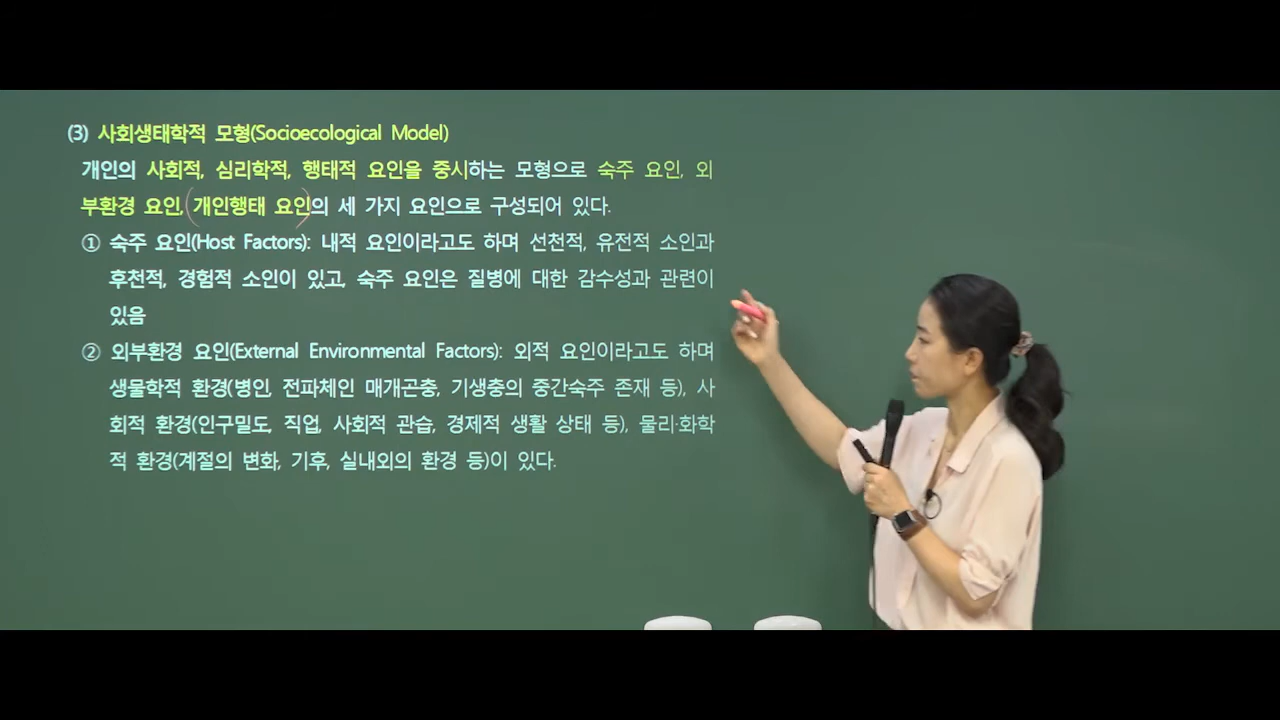 (3) 사회생태학적 모형(Socioecological Model)
개인의 사회적, 심리학적, 행태적 요인을 중시하는 모형으로 숙주 요인, 외
부환경 요인, 개인행태 요인의 세 가지 요인으로 구성되어 있다.
① 숙주 요인(Host Factors): 내적 요인이라고도 하며 선천적, 유전적 소인과
후천적, 경험적 소인이 있고, 숙주 요인은 질병에 대한 감수성과 관련이
있음
② 외부환경 요인(External Environmental Factors): 외적 요인이라고도 하며
생물학적 환경(병인, 전파체인 매개곤충, 기생충의 중간숙주 존재 등), 사
회적 환경(인구밀도, 직업, 사회적 관습, 경제적 생활 상태 등), 물리·화학
적 환경(계절의 변화, 기후, 실내외의 환경 등)이 있다.